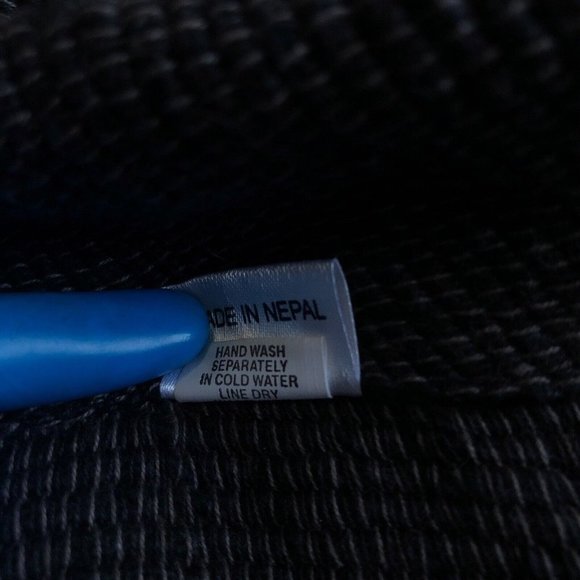 ADE IN NEPAL
HAND WASH
SEPARATELY
IN COLD WATER
LINE DRY